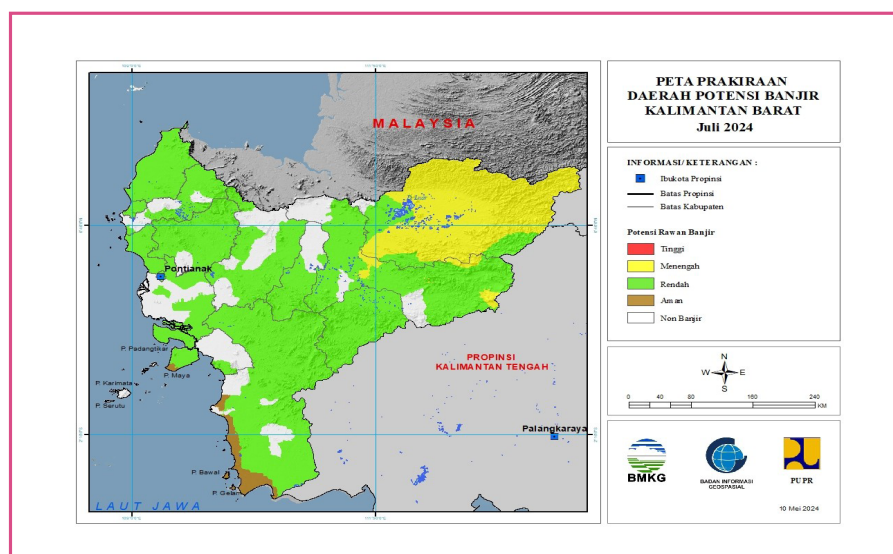 PETA PRAKIRAAN
DAERAH POTENSI BANJIR
KALIMANTAN BARAT
Juli 2024
MALAYSIA
Pontianak
P. Padangtikar
P. Maya
P. Karimata
P. Serutu
PROPINSI
KALIMANTAN TENGAH
Palangkaraya
P. Bawal
P. Gelam
LAUT JAWA
INFORMASI/KETERANGAN :
Ibukota Propinsi
Batas Propinsi
Batas Kabupaten
Potensi Rawan Banjir
Tinggi
Menengah
Rendah
Aman
Non Banjir
N
W E
S
0 40 80 160 240
KM
BMKG
BADAN INFORMASI
GEOSPASIAL
PUPR
10 Mei 2024